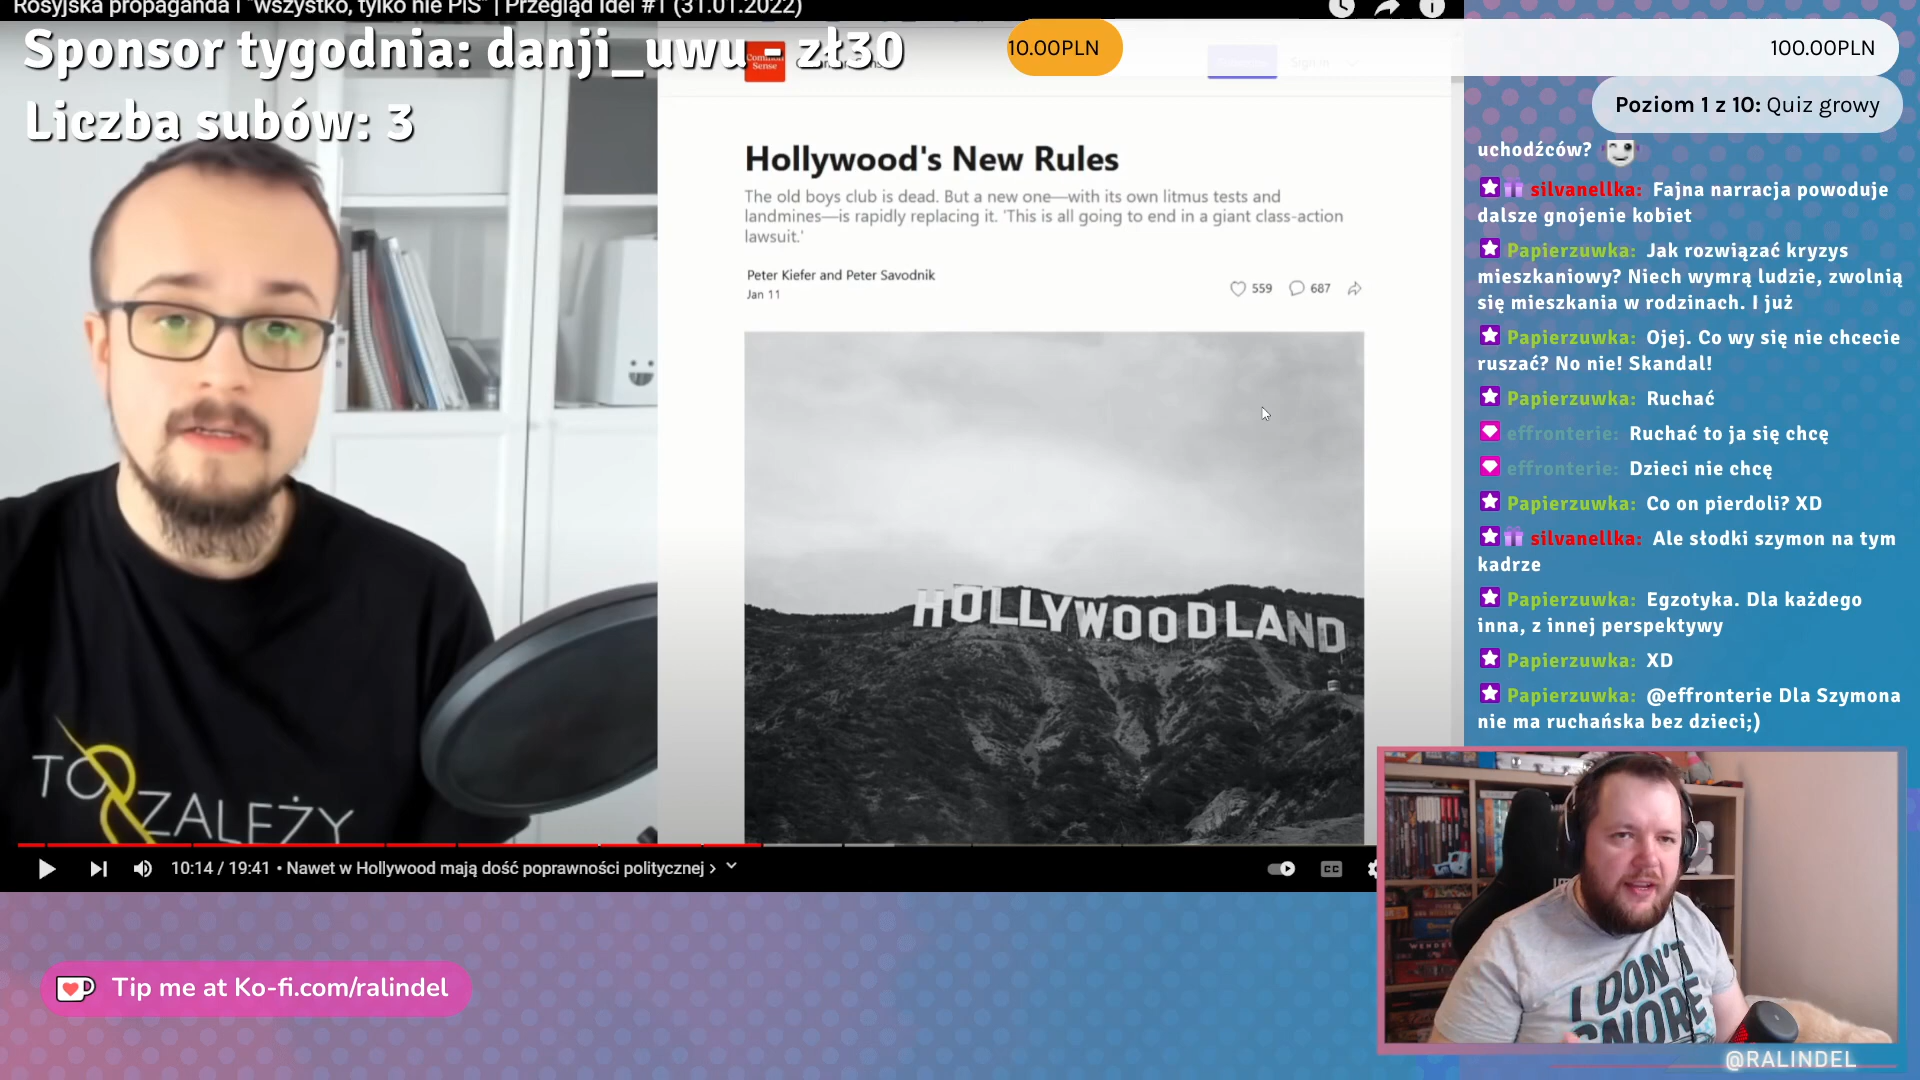 Rosyjska propaganda i "wszystko, tylko nie PiS" | Przegląd Idei #1 (31.01.2022)
Sponsor tygodnia: danji_uwu - zł30
Liczba subów: 3
10.00PLN
100.00PLN
Poziom 1 z 10: Quiz growy
Common
Sense
Sign in
Hollywood's New Rules
The old boys club is dead. But a new one—with its own litmus tests and
landmines—is rapidly replacing it. 'This is all going to end in a giant class-action
lawsuit.'
Peter Kiefer and Peter Savodnik
Jan 11
559
687
HOLLYWOODLAND
TO ZALEŻY
10:14 / 19:41 • Nawet w Hollywood mają dość poprawności politycznej ›
CC
uchodźców?
silvanellka: Fajna narracja powoduje
dalsze gnojenie kobiet
Papierzuwka: Jak rozwiązać kryzys
mieszkaniowy? Niech wymrą ludzie, zwolnią
się mieszkania w rodzinach. I już
Papierzuwka: Ojej. Co wy się nie chcecie
ruszać? No nie! Skandal!
Papierzuwka: Ruchać
effronterie: Ruchać to ja się chcę
effronterie: Dzieci nie chcę
Papierzuwka: Co on pierdoli? XD
silvanellka: Ale słodki szymon na tym
kadrze
Papierzuwka: Egzotyka. Dla każdego
inna, z innej perspektywy
Papierzuwka: XD
Papierzuwka: @effronterie Dla Szymona
nie ma ruchańska bez dzieci;)
I DON'T
SNORE
@RALINDEL
Tip me at Ko-fi.com/ralindel